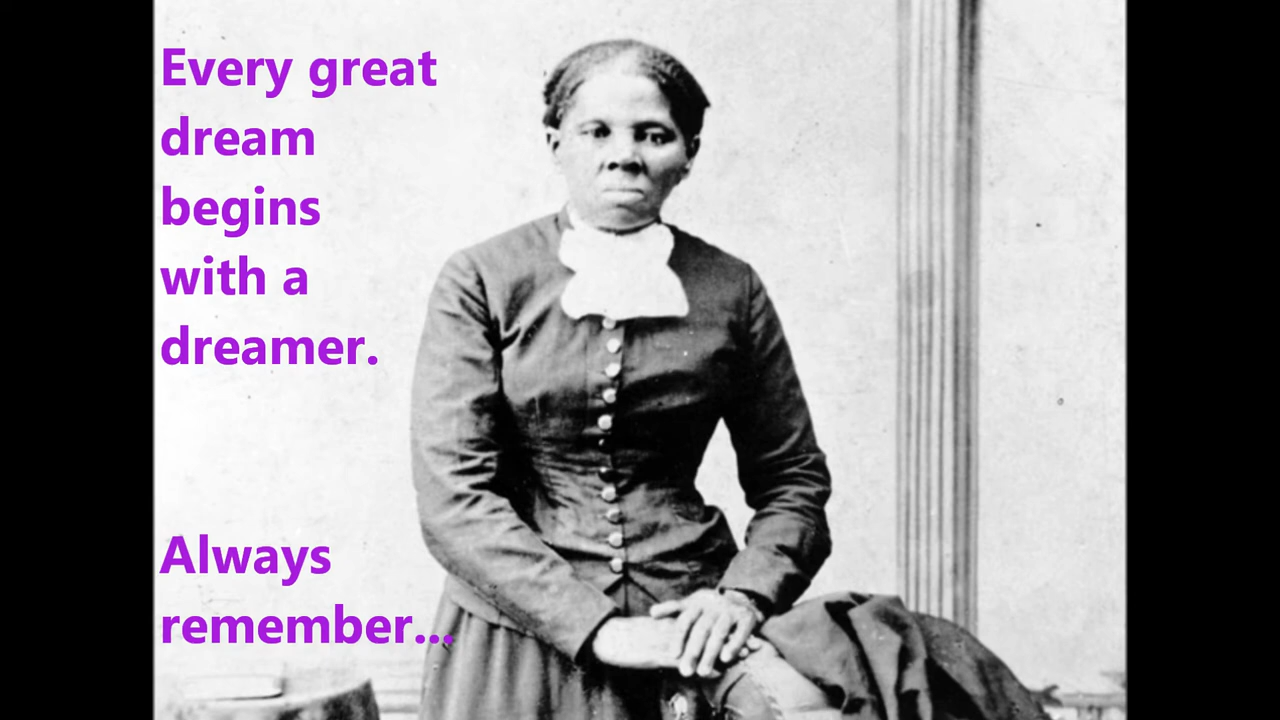 Every great
dream
begins
with a
dreamer.
Always
remember...